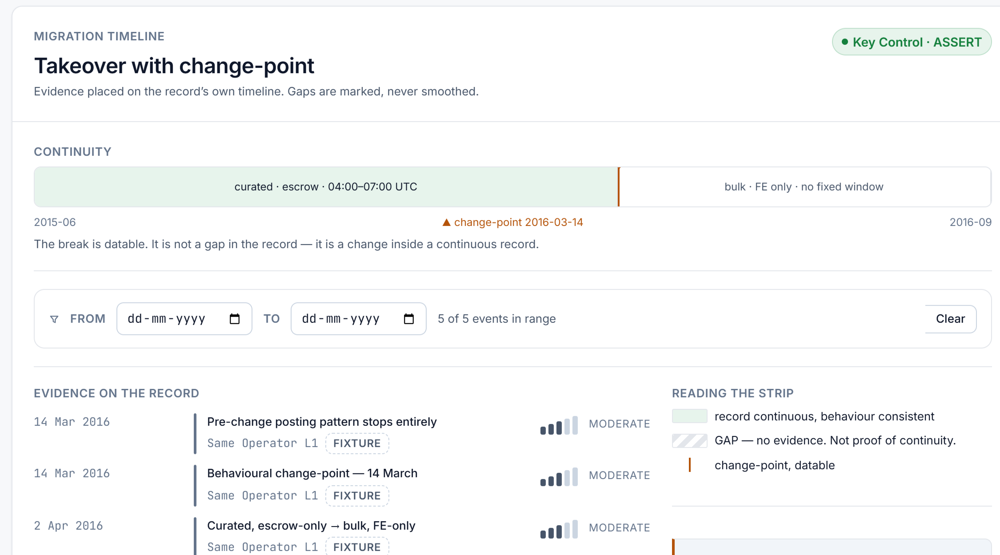 MIGRATION TIMELINE
Key Control · ASSERT
Takeover with change-point
Evidence placed on the record’s own timeline. Gaps are marked, never smoothed.
CONTINUITY
curated · escrow · 04:00–07:00 UTC
bulk · FE only · no fixed window
2015-06
▲ change-point 2016-03-14
2016-09
The break is datable. It is not a gap in the record — it is a change inside a continuous record.
FROM dd-mm-yyyy TO dd-mm-yyyy 5 of 5 events in range Clear
EVIDENCE ON THE RECORD
14 Mar 2016
Pre-change posting pattern stops entirely
MODERATE
Same Operator L1 FIXTURE
14 Mar 2016
Behavioural change-point — 14 March
MODERATE
Same Operator L1 FIXTURE
2 Apr 2016
Curated, escrow-only → bulk, FE-only
MODERATE
Same Operator L1 FIXTURE
READING THE STRIP
record continuous, behaviour consistent
GAP — no evidence. Not proof of continuity.
change-point, datable